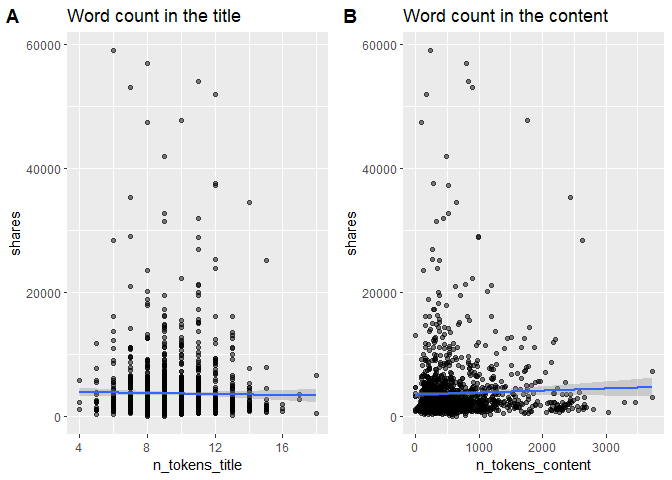 A
Word count in the title
60000
40000
20000
0
shares
4
8
12
16
n_tokens_title
B
Word count in the content
60000
40000
20000
0
shares
0
1000
2000
3000
n_tokens_content